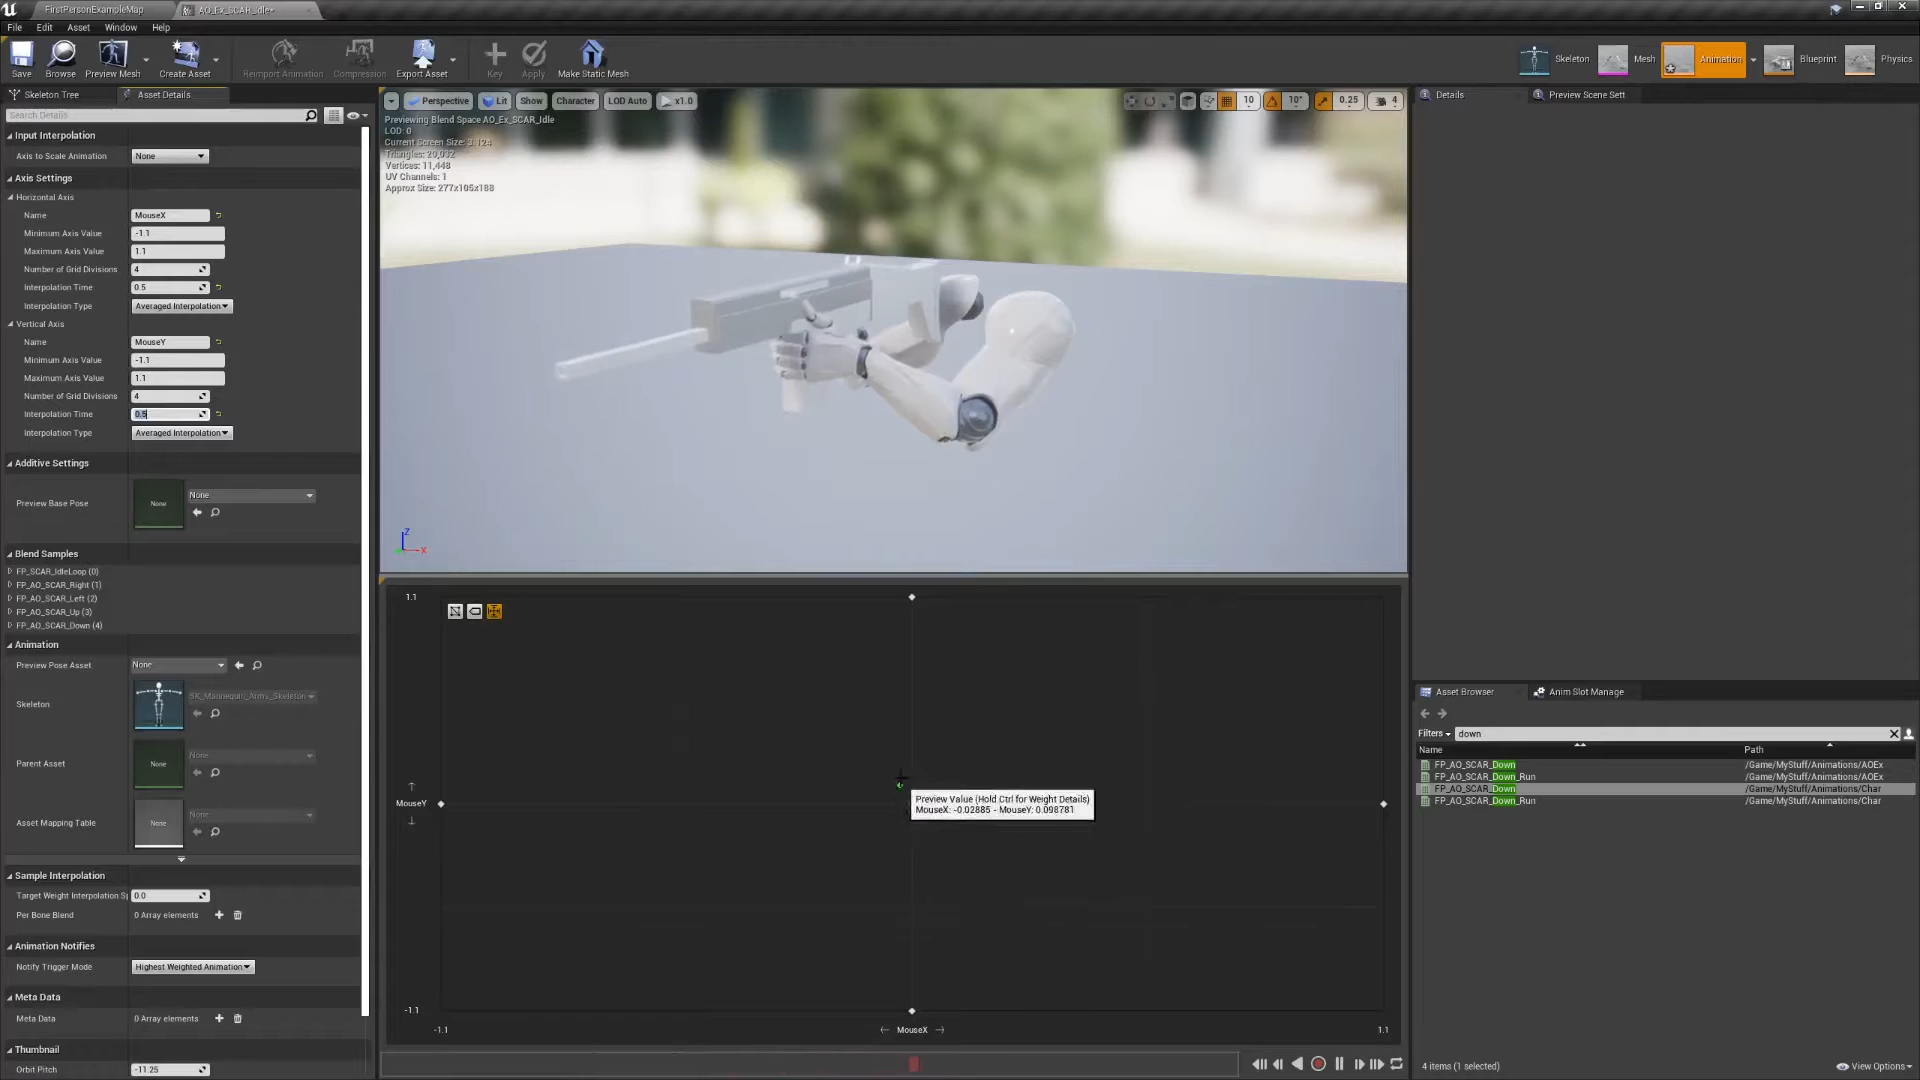 FirstPersonExampleMap
AO_Ex_SCAR_Idle*
File Edit Asset Window Help
Save
Browse
Preview Mesh
Create Asset
Reimport Animation
Compression
Export Asset
Key
Apply
Make Static Mesh
Skeleton
Mesh
Animation
Blueprint
Physics
Skeleton Tree
Asset Details
Search Details
Input Interpolation
Axis to Scale Animation None
Axis Settings
Horizontal Axis
Name MouseX
Minimum Axis Value -1.1
Maximum Axis Value 1.1
Number of Grid Divisions 4
Interpolation Time 0.5
Interpolation Type Averaged Interpolation
Vertical Axis
Name MouseY
Minimum Axis Value -1.1
Maximum Axis Value 1.1
Number of Grid Divisions 4
Interpolation Time 0.5
Interpolation Type Averaged Interpolation
Additive Settings
Preview Base Pose None None
Blend Samples
FP_SCAR_IdleLoop (0)
FP_AO_SCAR_Right (1)
FP_AO_SCAR_Left (2)
FP_AO_SCAR_Up (3)
FP_AO_SCAR_Down (4)
Animation
Preview Pose Asset None
Skeleton SK_Mannequin_Arms_Skeleton
Parent Asset None None
Asset Mapping Table None None
Sample Interpolation
Target Weight Interpolation S 0.0
Per Bone Blend 0 Array elements
Animation Notifies
Notify Trigger Mode Highest Weighted Animation
Meta Data
Meta Data 0 Array elements
Thumbnail
Orbit Pitch -11.25
Perspective Lit Show Character LOD Auto x1.0
10 10° 0.25 4
Previewing Blend Space AO_Ex_SCAR_Idle
LOD: 0
Current Screen Size: 3.124
Triangles: 20,932
Vertices: 11,448
UV Channels: 1
Approx Size: 277x105x188
Z
X
1.1
MouseY
-1.1
-1.1
MouseX
1.1
Preview Value (Hold Ctrl for Weight Details)
MouseX: -0.02885 - MouseY: 0.098781
Details
Preview Scene Sett
Asset Browser
Anim Slot Manage
Filters down
Name Path
FP_AO_SCAR_Down /Game/MyStuff/Animations/AOEx
FP_AO_SCAR_Down_Run /Game/MyStuff/Animations/AOEx
FP_AO_SCAR_Down /Game/MyStuff/Animations/Char
FP_AO_SCAR_Down_Run /Game/MyStuff/Animations/Char
4 items (1 selected)
View Options